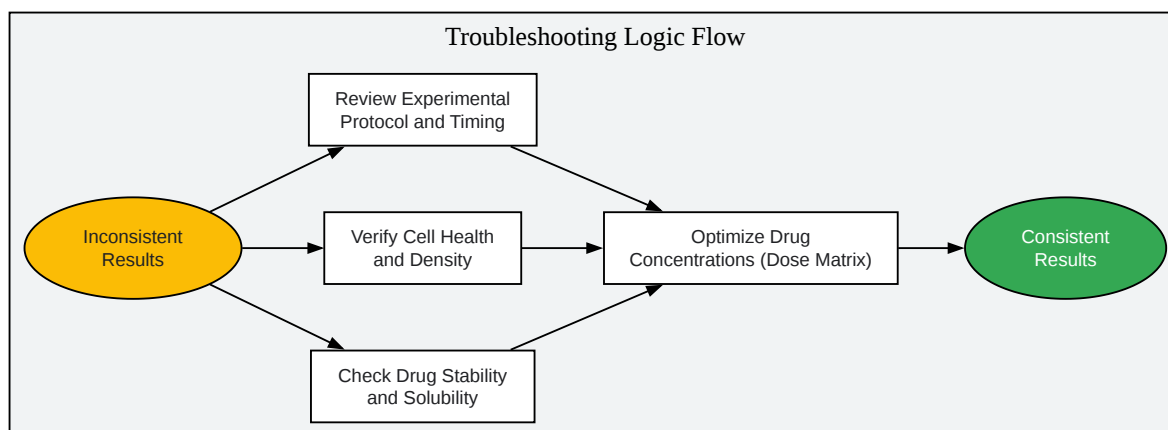 Troubleshooting Logic Flow
Review Experimental
Protocol and Timing
Inconsistent
Results
Verify Cell Health
and Density
Optimize Drug
Concentrations (Dose Matrix)
Consistent
Results
Check Drug Stability
and Solubility